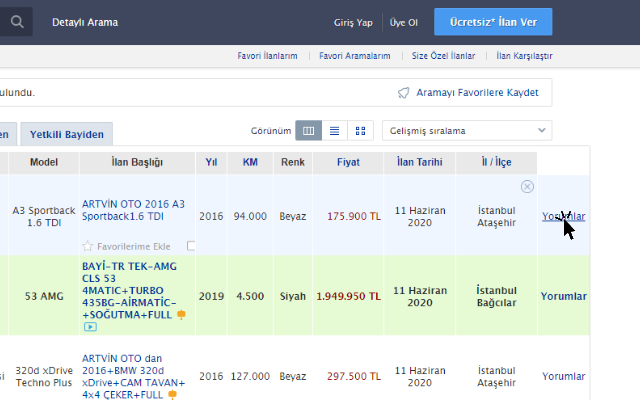 Detaylı Arama
Giriş Yap
Üye Ol
Ücretsiz* İlan Ver
Favori İlanlarım
Favori Aramalarım
Size Özel İlanlar
İlan Karşılaştır
ulundu.
Aramayı Favorilere Kaydet
en
Yetkili Bayiden
Görünüm
Gelişmiş sıralama
Model
İlan Başlığı
Yıl
KM
Renk
Fiyat
İlan Tarihi
İl / İlçe
A3 Sportback
1.6 TDI
ARTVİN OTO 2016 A3
Sportback1.6 TDI
Favorilerime Ekle
2016
94.000
Beyaz
175.900 TL
11 Haziran
2020
İstanbul
Ataşehir
Yorumlar
53 AMG
BAYİ-TR TEK-AMG
CLS 53
4MATIC+TURBO
435BG-AİRMATİC-
+SOĞUTMA+FULL
2019
4.500
Siyah
1.949.950 TL
11 Haziran
2020
İstanbul
Bağcılar
Yorumlar
si
320d xDrive
Techno Plus
ARTVİN OTO dan
2016+BMW 320d
xDrive+CAM TAVAN+
4x4 ÇEKER+FULL
2016
127.000
Beyaz
297.500 TL
11 Haziran
2020
İstanbul
Ataşehir
Yorumlar